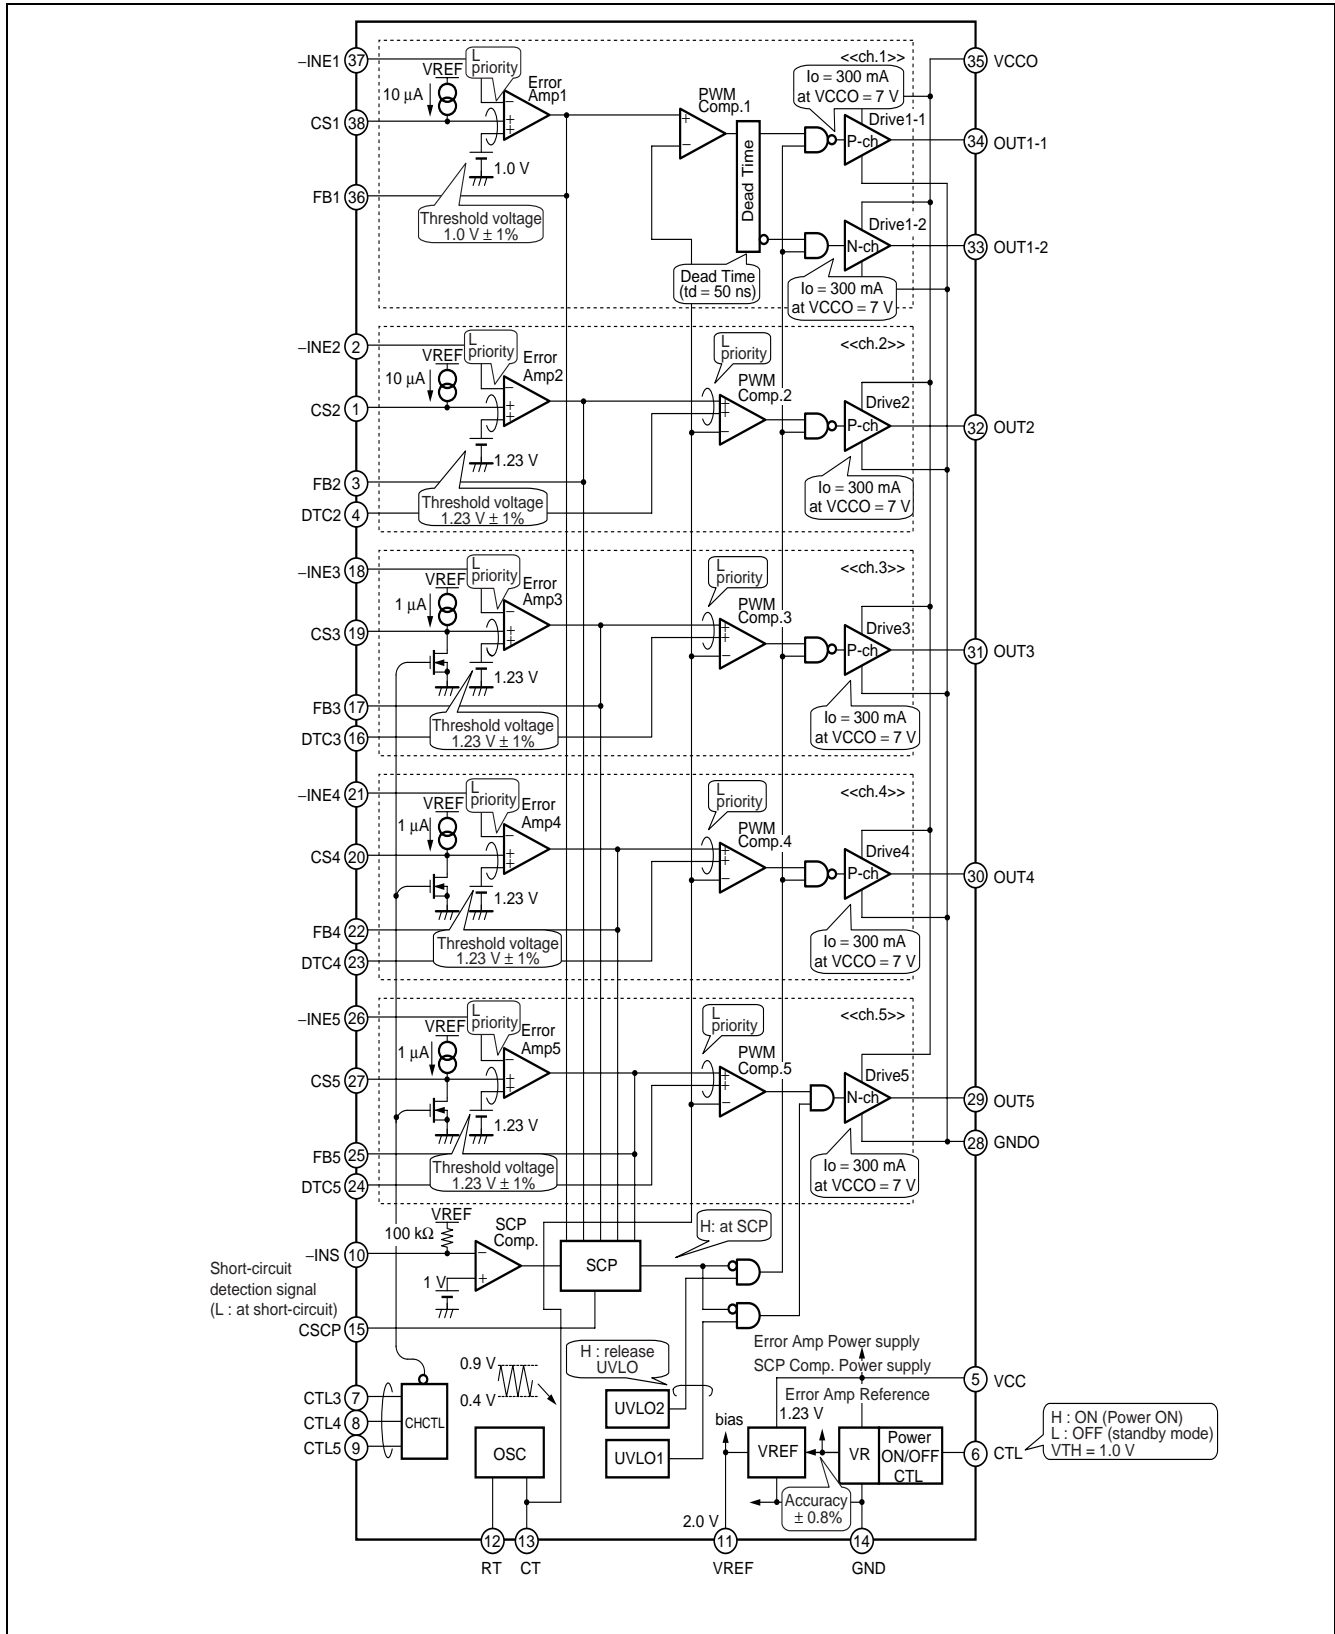 <<ch.1>>
–INE1 37
VREF
L
priority
Error
Amp1
10 µA
CS1 38
1.0 V
FB1 36
Threshold voltage
1.0 V ± 1%
PWM
Comp.1
+
−
Dead Time
Dead Time
(td = 50 ns)
Io = 300 mA
at VCCO = 7 V
Drive1-1
P-ch
35 VCCO
34 OUT1-1
Drive1-2
N-ch
33 OUT1-2
Io = 300 mA
at VCCO = 7 V
<<ch.2>>
–INE2 2
VREF
L
priority
Error
Amp2
10 µA
CS2 1
1.23 V
FB2 3
DTC2 4
Threshold voltage
1.23 V ± 1%
L
priority
PWM
Comp.2
Drive2
P-ch
32 OUT2
Io = 300 mA
at VCCO = 7 V
<<ch.3>>
–INE3 18
VREF
L
priority
Error
Amp3
1 µA
CS3 19
1.23 V
FB3 17
DTC3 16
Threshold voltage
1.23 V ± 1%
L
priority
PWM
Comp.3
Drive3
P-ch
31 OUT3
Io = 300 mA
at VCCO = 7 V
<<ch.4>>
–INE4 21
VREF
L
priority
Error
Amp4
1 µA
CS4 20
1.23 V
FB4 22
DTC4 23
Threshold voltage
1.23 V ± 1%
L
priority
PWM
Comp.4
Drive4
P-ch
30 OUT4
Io = 300 mA
at VCCO = 7 V
<<ch.5>>
–INE5 26
VREF
L
priority
Error
Amp5
1 µA
CS5 27
1.23 V
FB5 25
DTC5 24
Threshold voltage
1.23 V ± 1%
L
priority
PWM
Comp.5
Drive5
N-ch
29 OUT5
28 GNDO
Io = 300 mA
at VCCO = 7 V
VREF
100 kΩ
SCP
Comp.
–INS 10
1 V
SCP
H: at SCP
Short-circuit
detection signal
(L : at short-circuit)
CSCP 15
H : release
UVLO
Error Amp Power supply
SCP Comp. Power supply
5 VCC
Error Amp Reference
1.23 V
0.9 V
0.4 V
CTL3 7
CTL4 8
CTL5 9
CHCTL
OSC
UVLO2
UVLO1
bias
VREF
VR
Power
ON/OFF
CTL
6 CTL
H : ON (Power ON)
L : OFF (standby mode)
VTH = 1.0 V
Accuracy
± 0.8%
2.0 V
12
RT
13
CT
11
VREF
14
GND